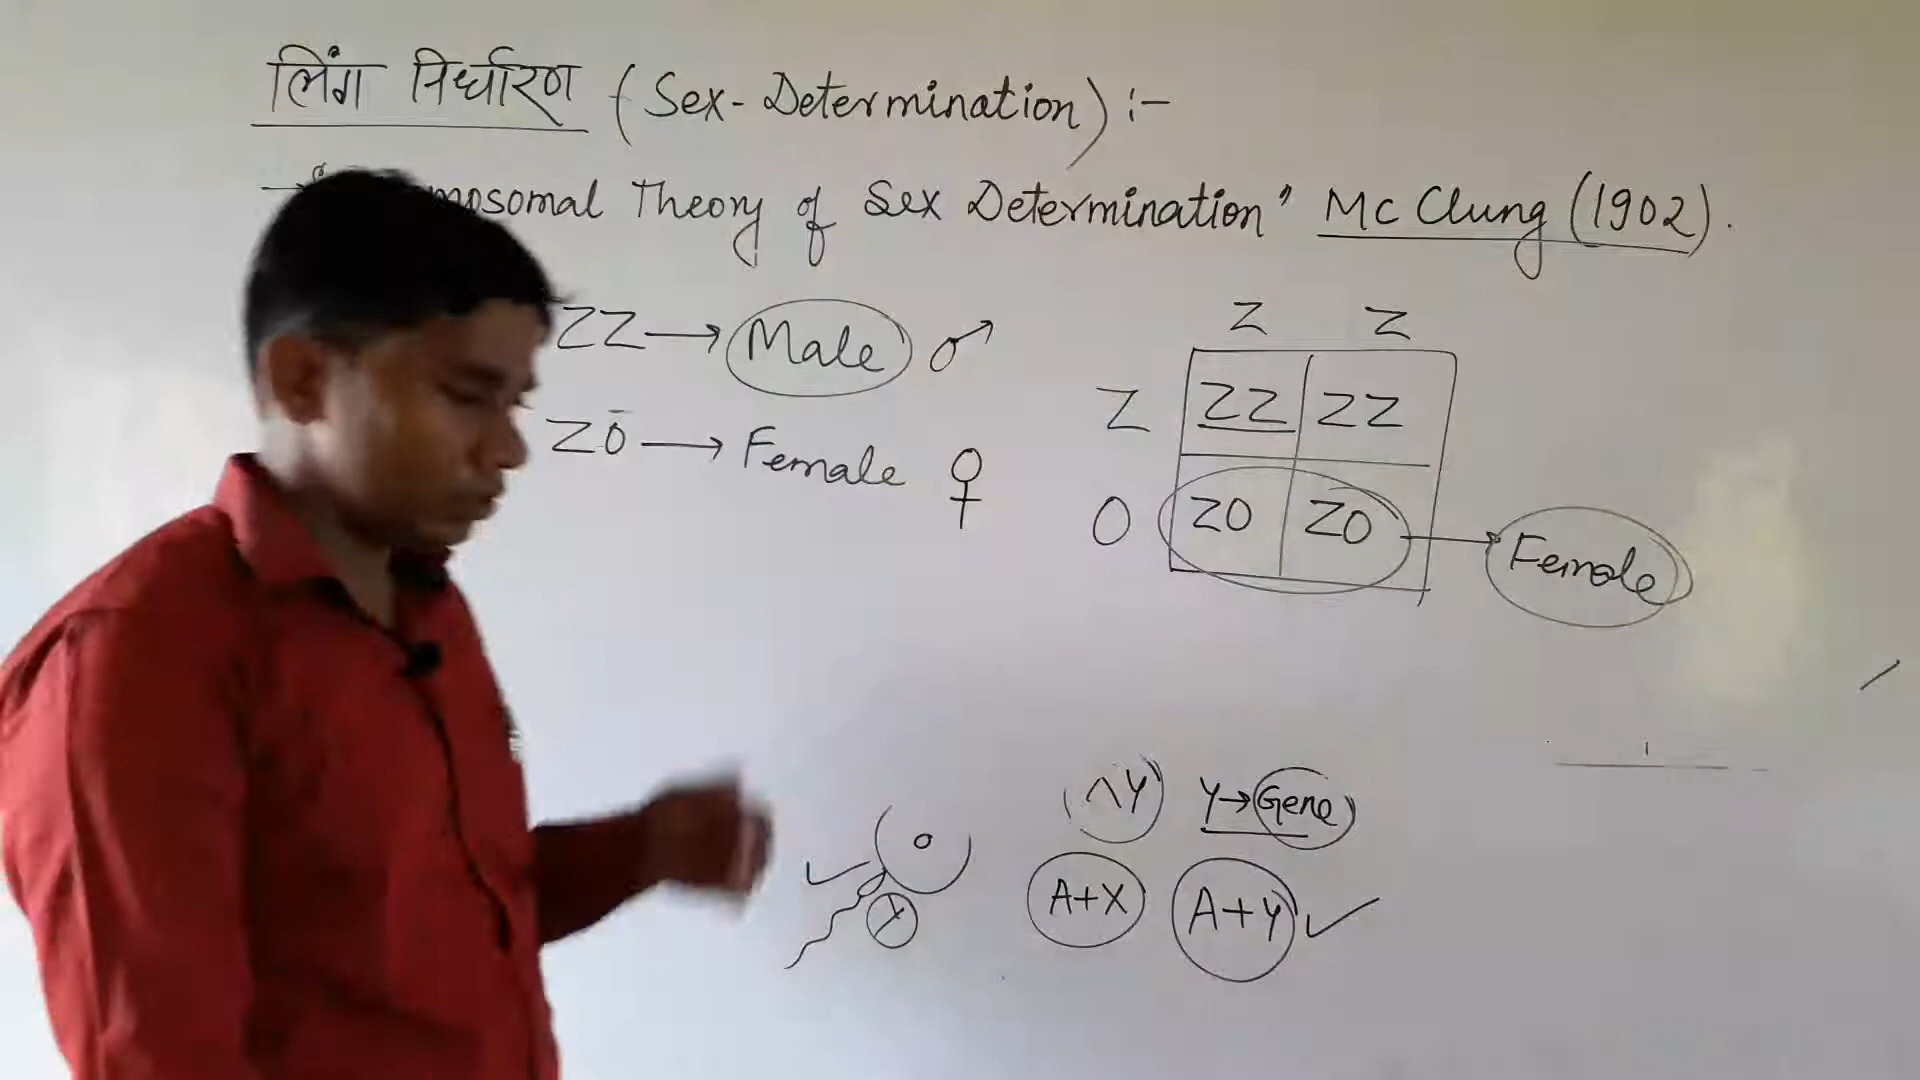 लिंग निर्धारण (Sex-Determination) :-
→ mosomal Theory of Sex Determination" Mc Clung (1902).
ZZ → Male ♂
ZO → Female ♀
Z Z
Z ZZ ZZ
O ZO ZO → Female
Y Y→Gene
A+X A+Y ✓